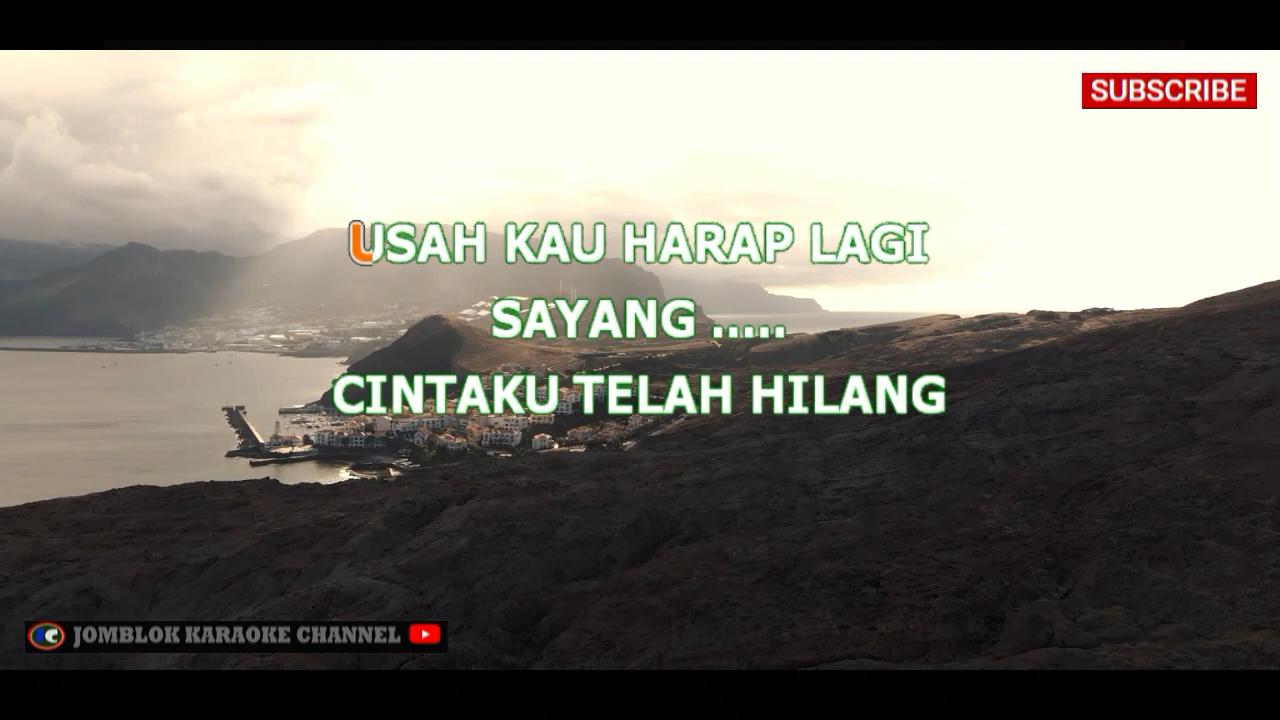 SUBSCRIBE
USAH KAU HARAP LAGI
SAYANG .....
CINTAKU TELAH HILANG
JOMBLOK KARAOKE CHANNEL